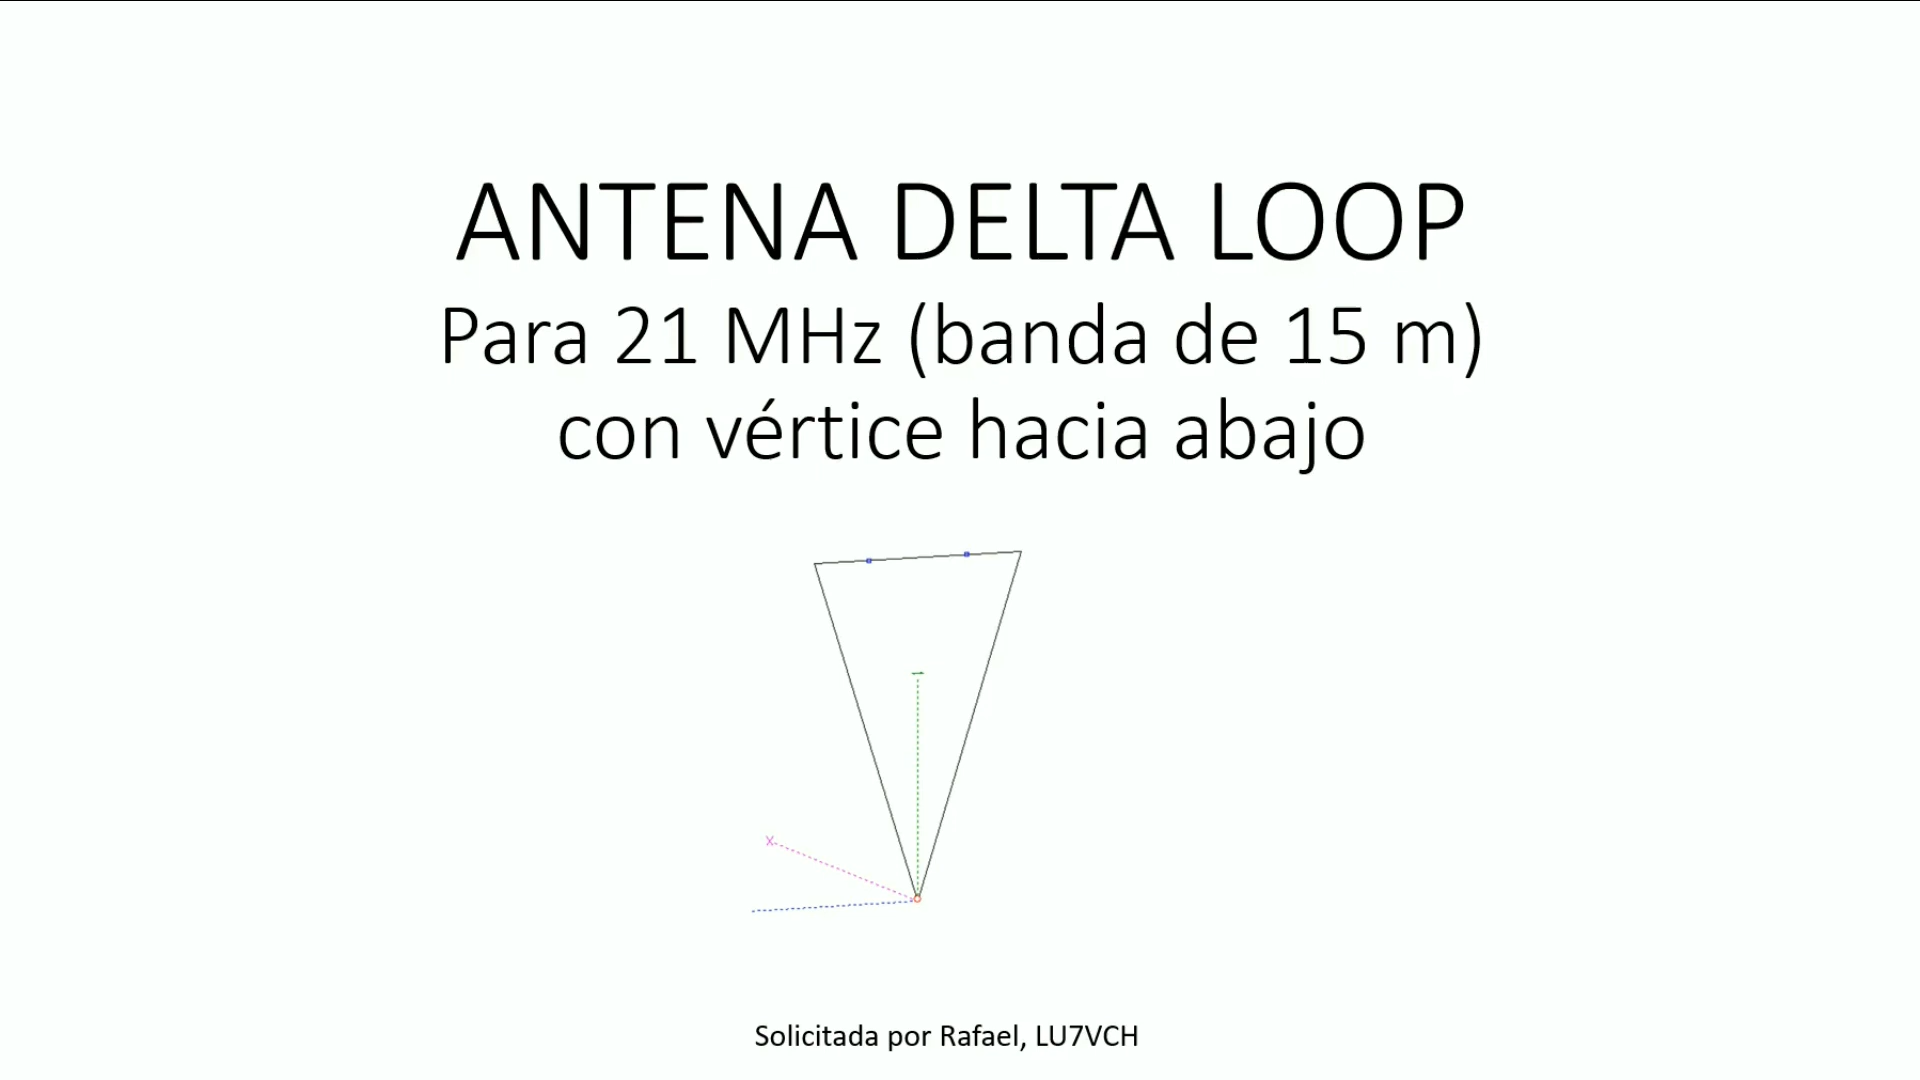 ANTENA DELTA LOOP
Para 21 MHz (banda de 15 m)
con vértice hacia abajo
X
Solicitada por Rafael, LU7VCH